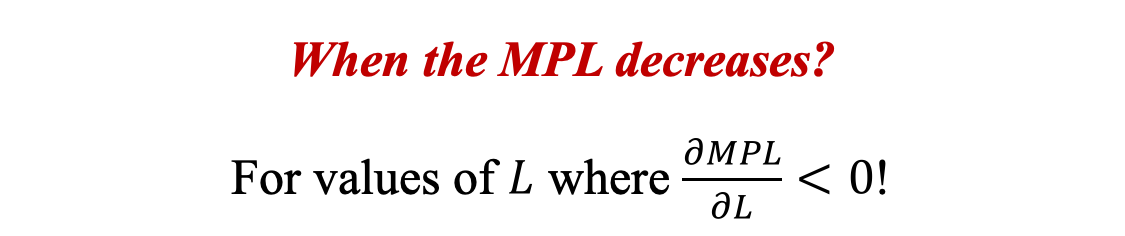 When the MPL decreases?
For values of L where ∂MPL/∂L < 0!